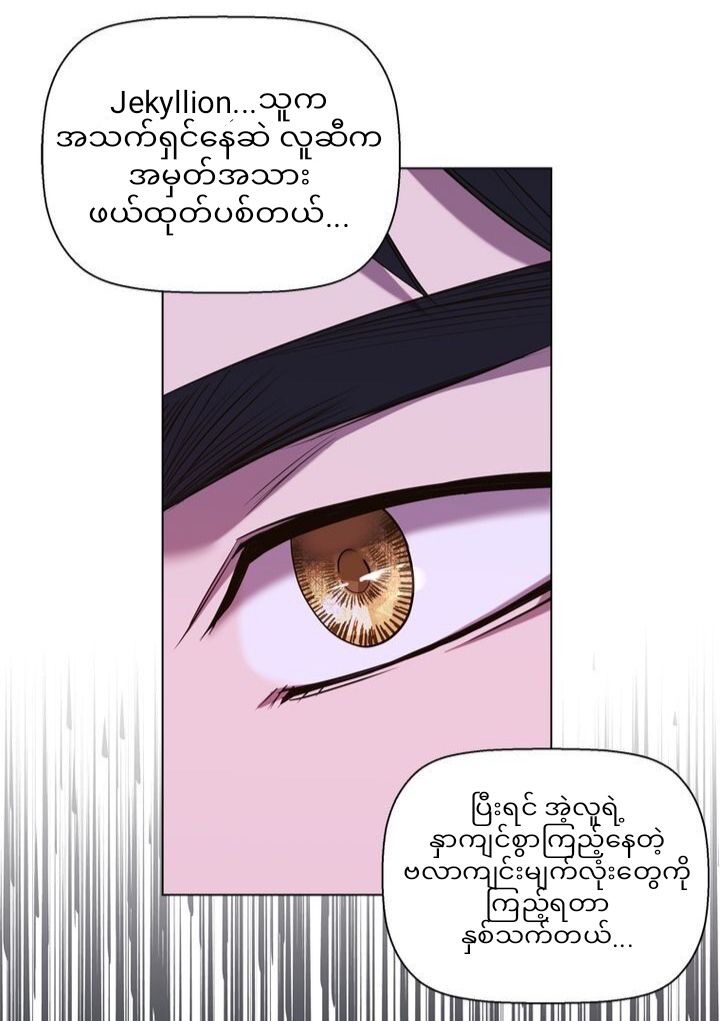 Jekyllion...သူက
အသက်ရှင်နေဆဲ လူဆီက
အမှတ်အသား
ဖယ်ထုတ်ပစ်တယ်...
ပြီးရင် အဲ့လူရဲ့
နှာကျင်စွာကြည့်နေတဲ့
ဗလာကျင်းမျက်လုံးတွေကို
ကြည့်ရတာ
နှစ်သက်တယ်...